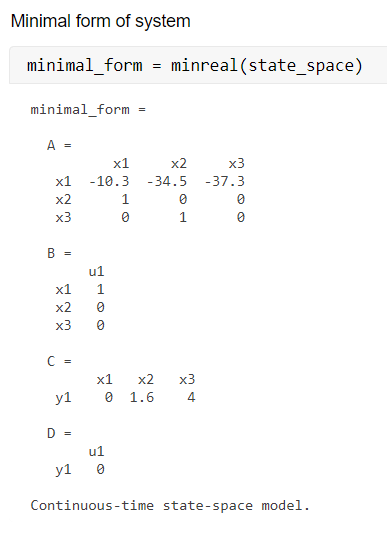 Minimal form of system
minimal_form = minreal(state_space)
minimal_form =
A =
x1 x2 x3
x1 -10.3 -34.5 -37.3
x2 1 0 0
x3 0 1 0
B =
u1
x1 1
x2 0
x3 0
C =
x1 x2 x3
y1 0 1.6 4
D =
u1
y1 0
Continuous-time state-space model.